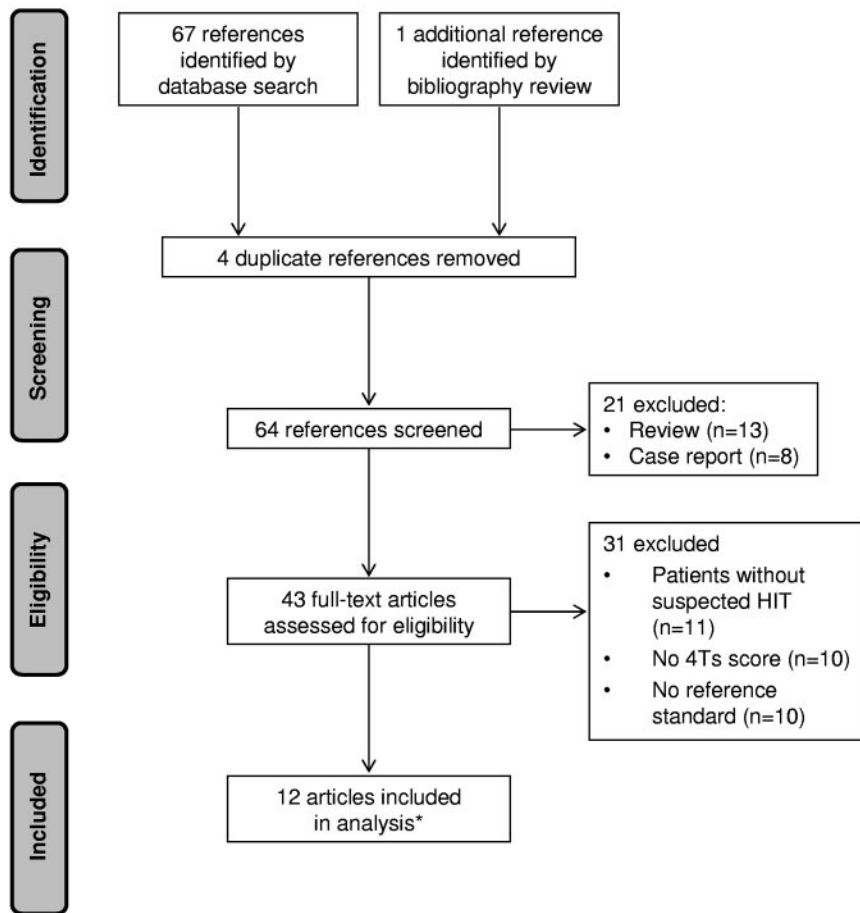 Identification
67 references
identified by
database search
1 additional reference
identified by
bibliography review
Screening
4 duplicate references removed
64 references screened
21 excluded:
• Review (n=13)
• Case report (n=8)
Eligibility
43 full-text articles
assessed for eligibility
31 excluded
• Patients without
suspected HIT
(n=11)
• No 4Ts score (n=10)
• No reference
standard (n=10)
Included
12 articles included
in analysis*